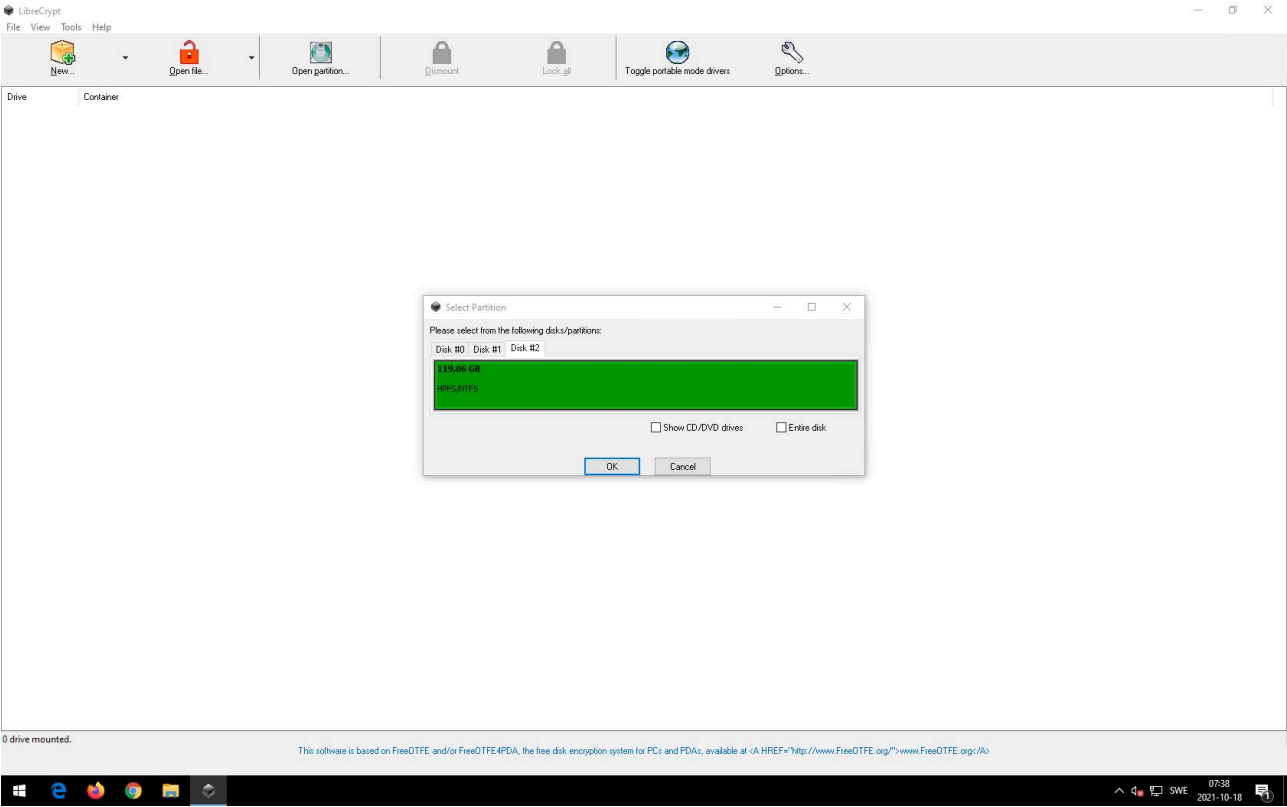 LibreCrypt
File View Tools Help
New... Open file... Open partition... Dismount Lock all Toggle portable mode drivers Options...
Drive Container
Select Partition
Please select from the following disks/partitions:
Disk #0 Disk #1 Disk #2
119,06 GB
HPFS/NTFS
Show CD/DVD drives Entire disk
OK Cancel
0 drive mounted.
This software is based on FreeOTFE and/or FreeOTFE4PDA, the free disk encryption system for PCs and PDAs, available at <A HREF="http://www.FreeOTFE.org/">www.FreeOTFE.org</A>
SWE 07:38
2021-10-18
1